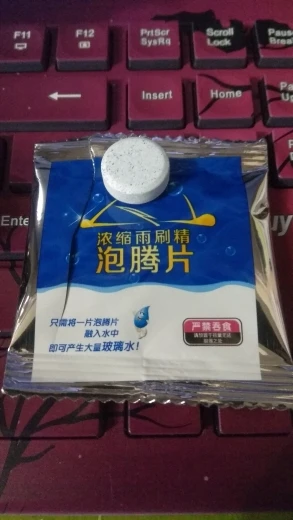 F11
F12
PrtScr
SysRq
Scroll
Lock
Pause
Break
Insert
Home
浓缩雨刷精
泡腾片
只需将一片泡腾片
融入水中
即可产生大量玻璃水！
严禁吞食